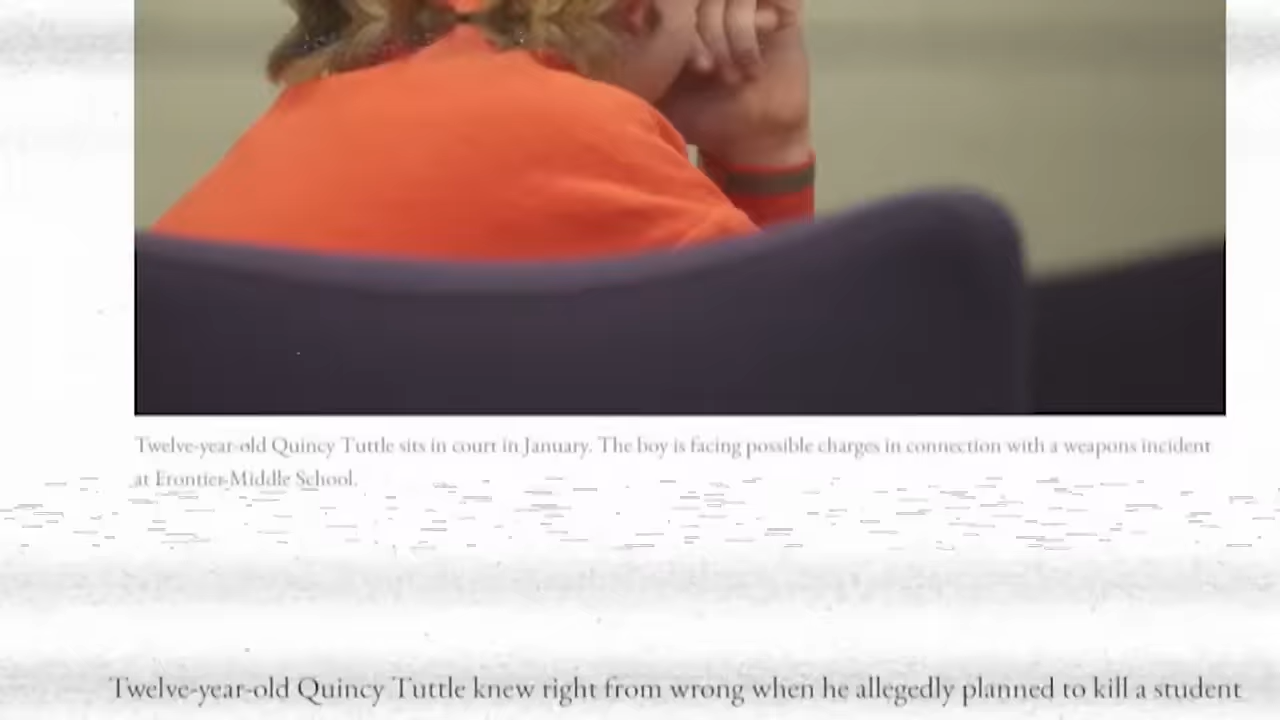 Twelve-year-old Quincy Tuttle sits in court in January. The boy is facing possible charges in connection with a weapons incident
at Frontier Middle School.
Twelve-year-old Quincy Tuttle knew right from wrong when he allegedly planned to kill a student